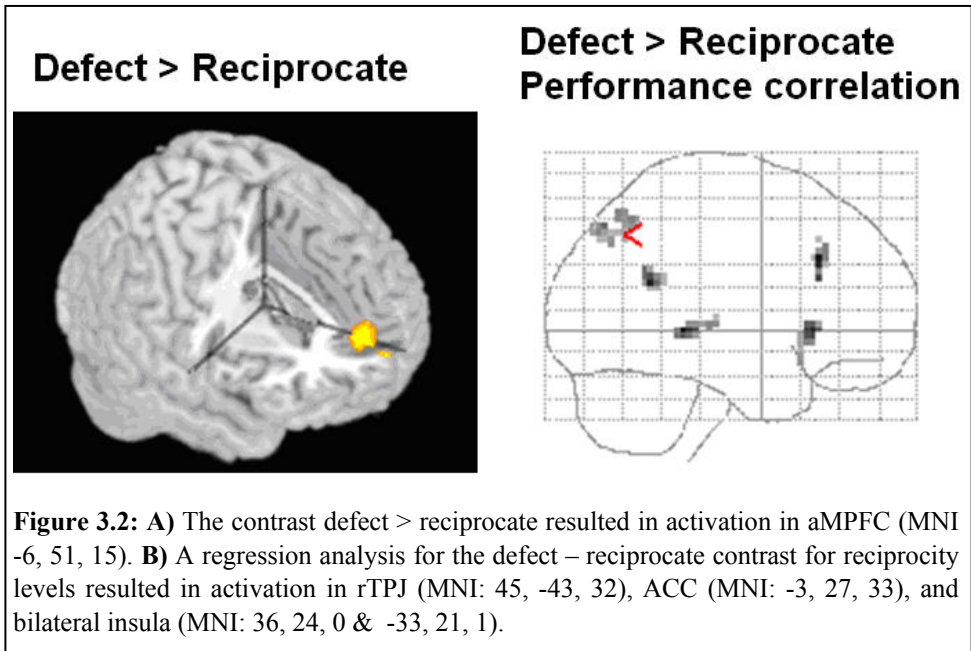 Defect > Reciprocate
Defect > Reciprocate
Performance correlation
Figure 3.2: A) The contrast defect > reciprocate resulted in activation in aMPFC (MNI
-6, 51, 15). B) A regression analysis for the defect – reciprocate contrast for reciprocity
levels resulted in activation in rTPJ (MNI: 45, -43, 32), ACC (MNI: -3, 27, 33), and
bilateral insula (MNI: 36, 24, 0 & -33, 21, 1).